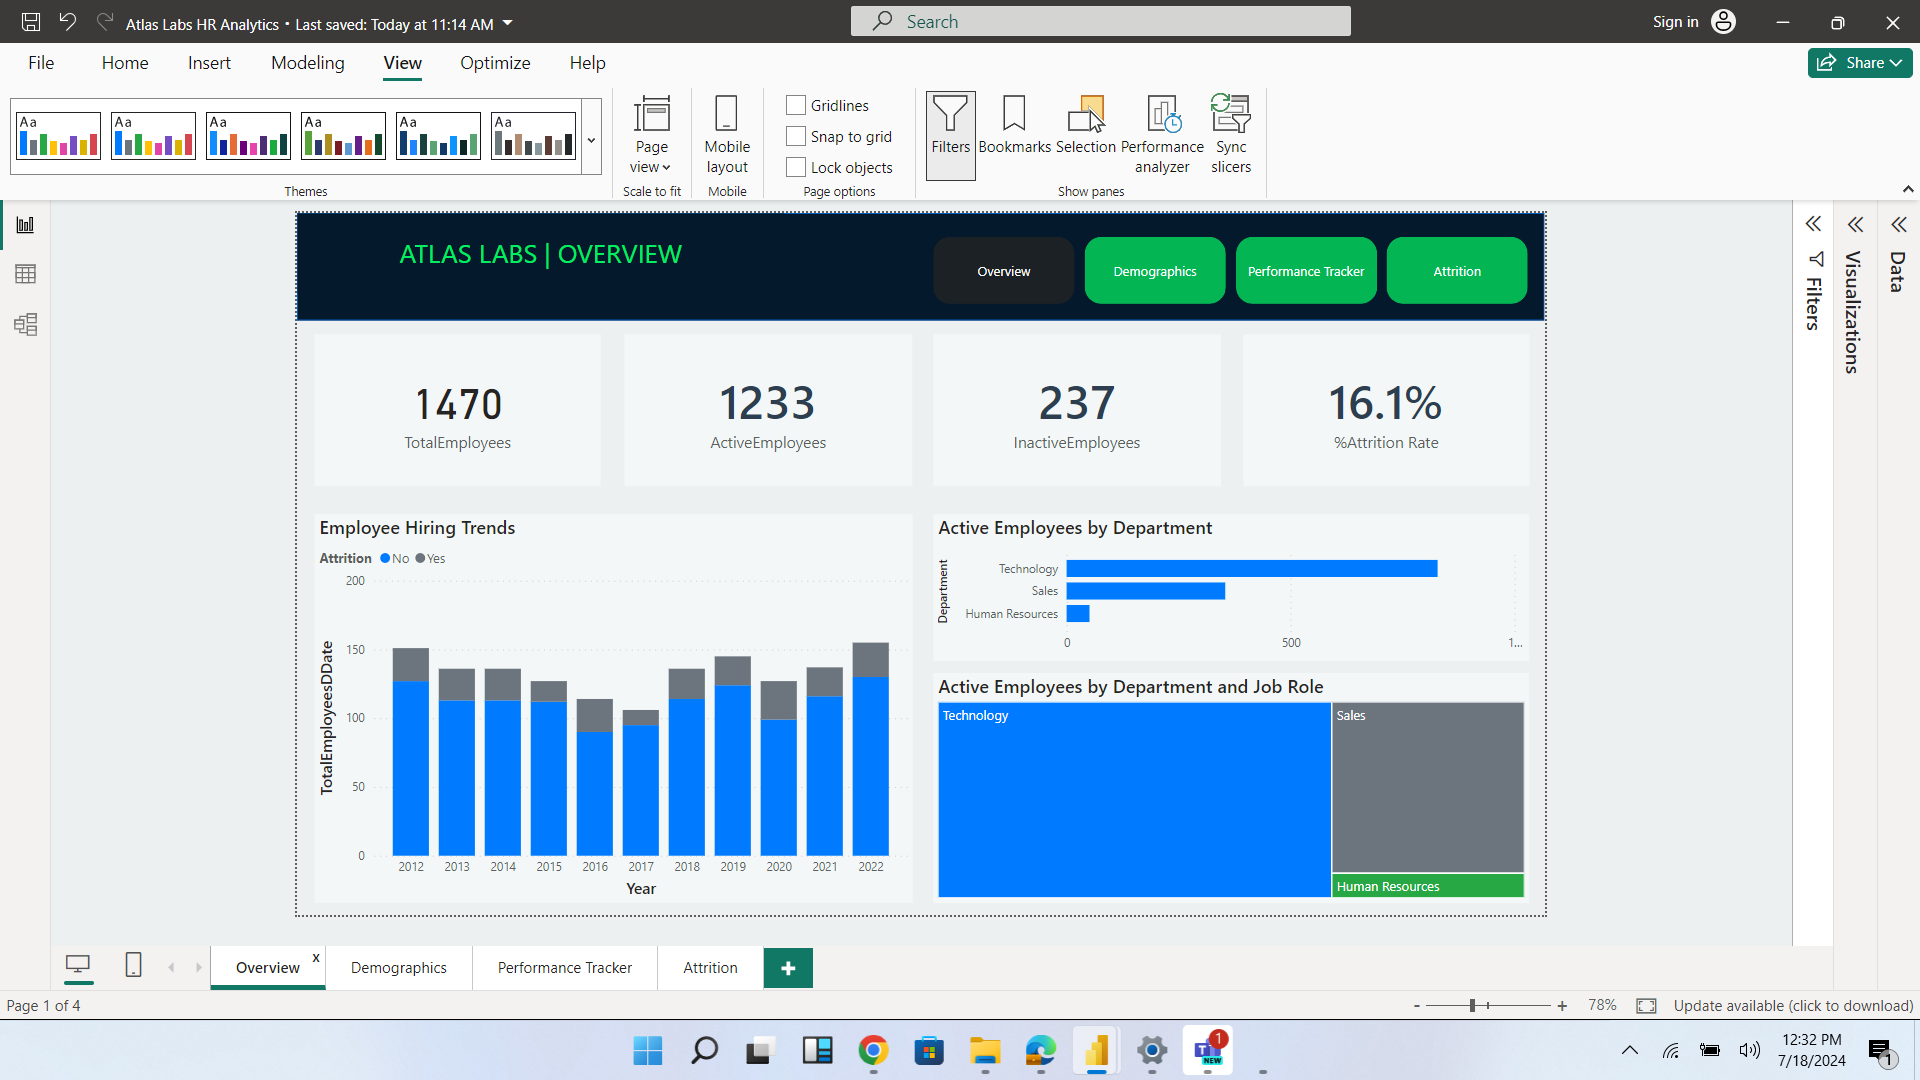 Atlas Labs HR Analytics • Last saved: Today at 11:14 AM
Search
Sign in
File
Home
Insert
Modeling
View
Optimize
Help
Share
Aa
Aa
Aa
Aa
Aa
Aa
Themes
Page
view
Scale to fit
Mobile
layout
Mobile
Gridlines
Snap to grid
Lock objects
Page options
Filters
Bookmarks
Selection
Performance
analyzer
Sync
slicers
Show panes
ATLAS LABS | OVERVIEW
Overview
Demographics
Performance Tracker
Attrition
1470
TotalEmployees
1233
ActiveEmployees
237
InactiveEmployees
16.1%
%Attrition Rate
Employee Hiring Trends
Attrition No Yes
TotalEmployeesDDate
200
150
100
50
0
2012 2013 2014 2015 2016 2017 2018 2019 2020 2021 2022
Year
Active Employees by Department
Department
Technology
Sales
Human Resources
0 500 1...
Active Employees by Department and Job Role
Technology
Sales
Human Resources
Filters
Visualizations
Data
Overview x
Demographics
Performance Tracker
Attrition
+
Page 1 of 4
- + 78%
Update available (click to download)
1
NEW
12:32 PM
7/18/2024
1